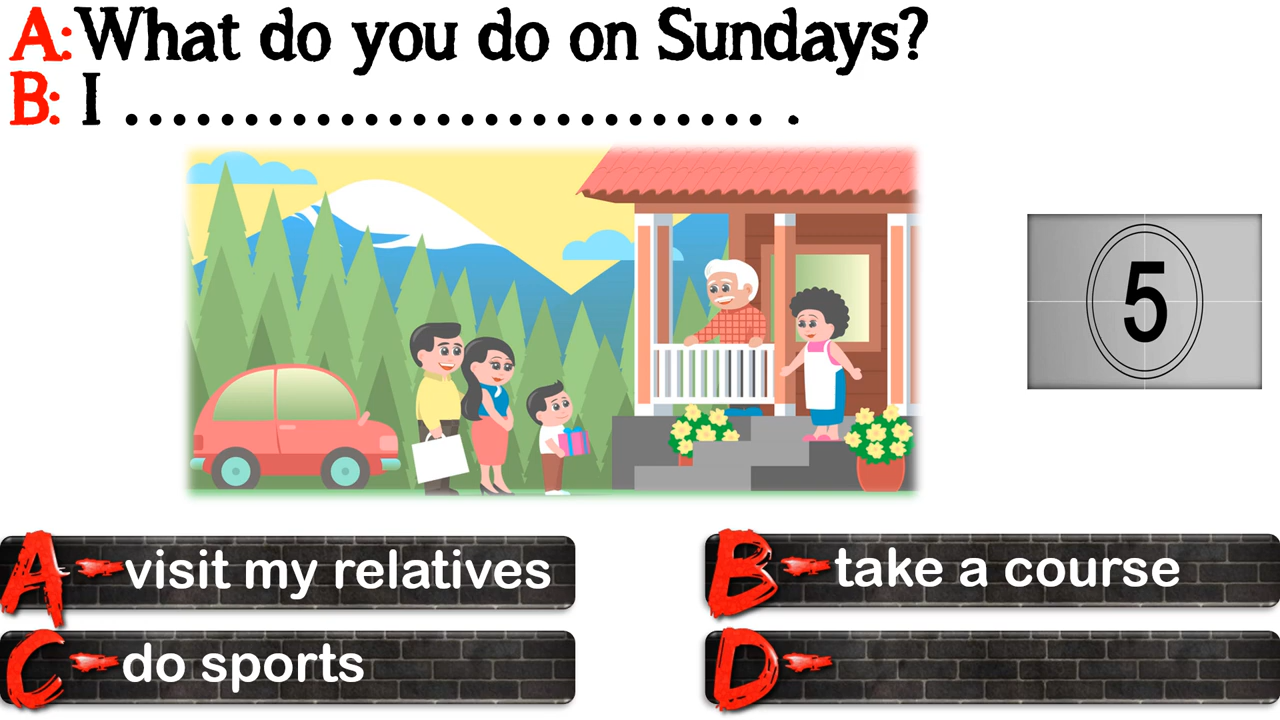 A: What do you do on Sundays?
B: I ........................... .
5
A- visit my relatives
B- take a course
C- do sports
D-